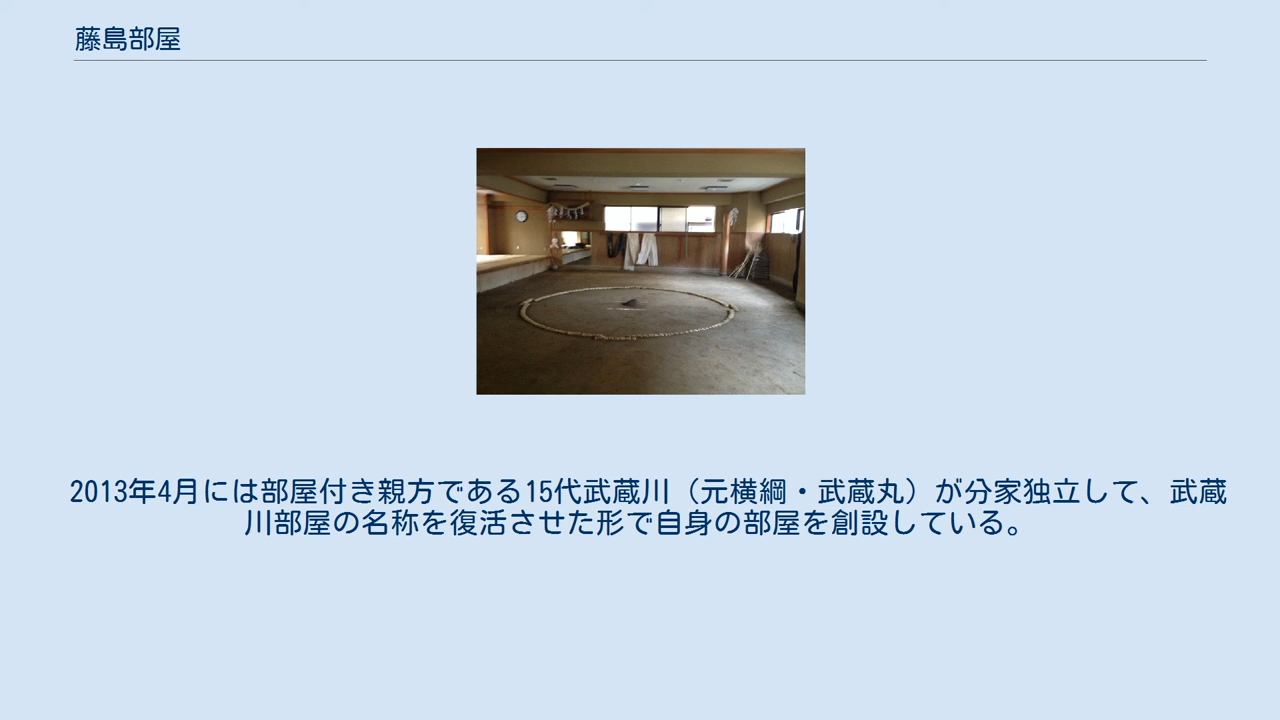 藤島部屋
2013年4月には部屋付き親方である15代武蔵川（元横綱・武蔵丸）が分家独立して、武蔵
川部屋の名称を復活させた形で自身の部屋を創設している。